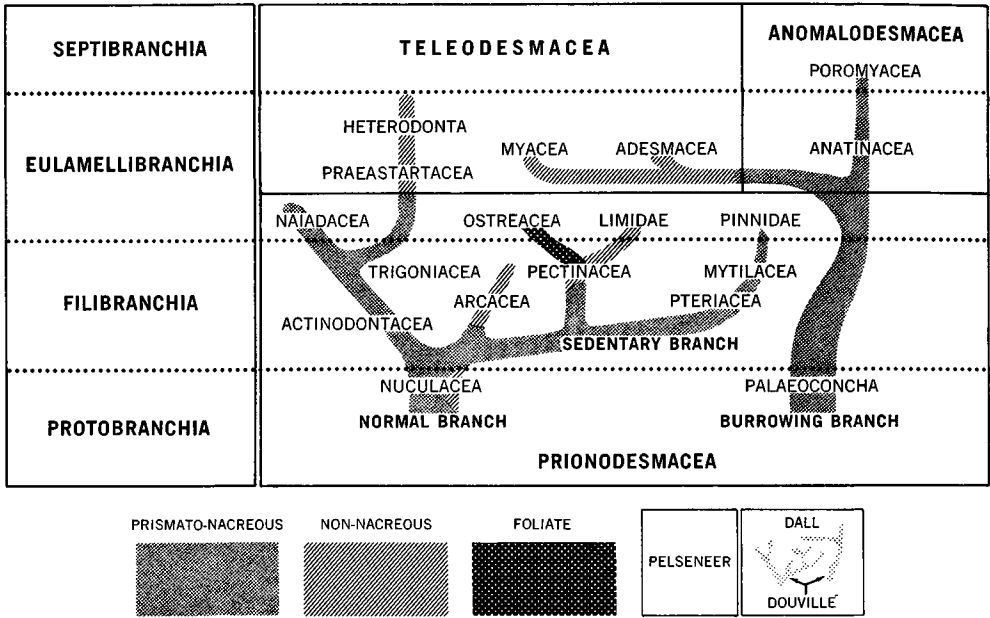 SEPTIBRANCHIA
TELEODESMACEA
ANOMALODESMACEA
POROMYACEA
EULAMELLIBRANCHIA
HETERODONTA
MYACEA
ADESMACEA
ANATINACEA
PRAEASTARTACEA
NAIADACEA
OSTREACEA
LIMIDAE
PINNIDAE
FILIBRANCHIA
TRIGONIACEA
PECTINACEA
MYTILACEA
ARCACEA
PTERIACEA
ACTINODONTACEA
SEDENTARY BRANCH
PROTOBRANCHIA
NUCULACEA
PALAEOCONCHA
NORMAL BRANCH
BURROWING BRANCH
PRIONODESMACEA
PRISMATO-NACREOUS
NON-NACREOUS
FOLIATE
PELSENEER
DALL
DOUVILLÉ